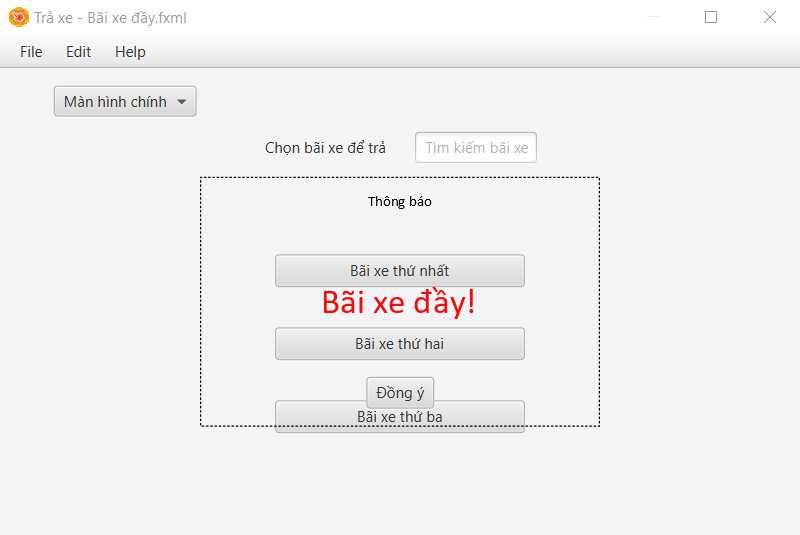 Trả xe - Bãi xe đầy.fxml
File Edit Help
Màn hình chính
Chọn bãi xe để trả Tìm kiếm bãi xe
Thông báo
Bãi xe thứ nhất
Bãi xe đầy!
Bãi xe thứ hai
Đồng ý
Bãi xe thứ ba